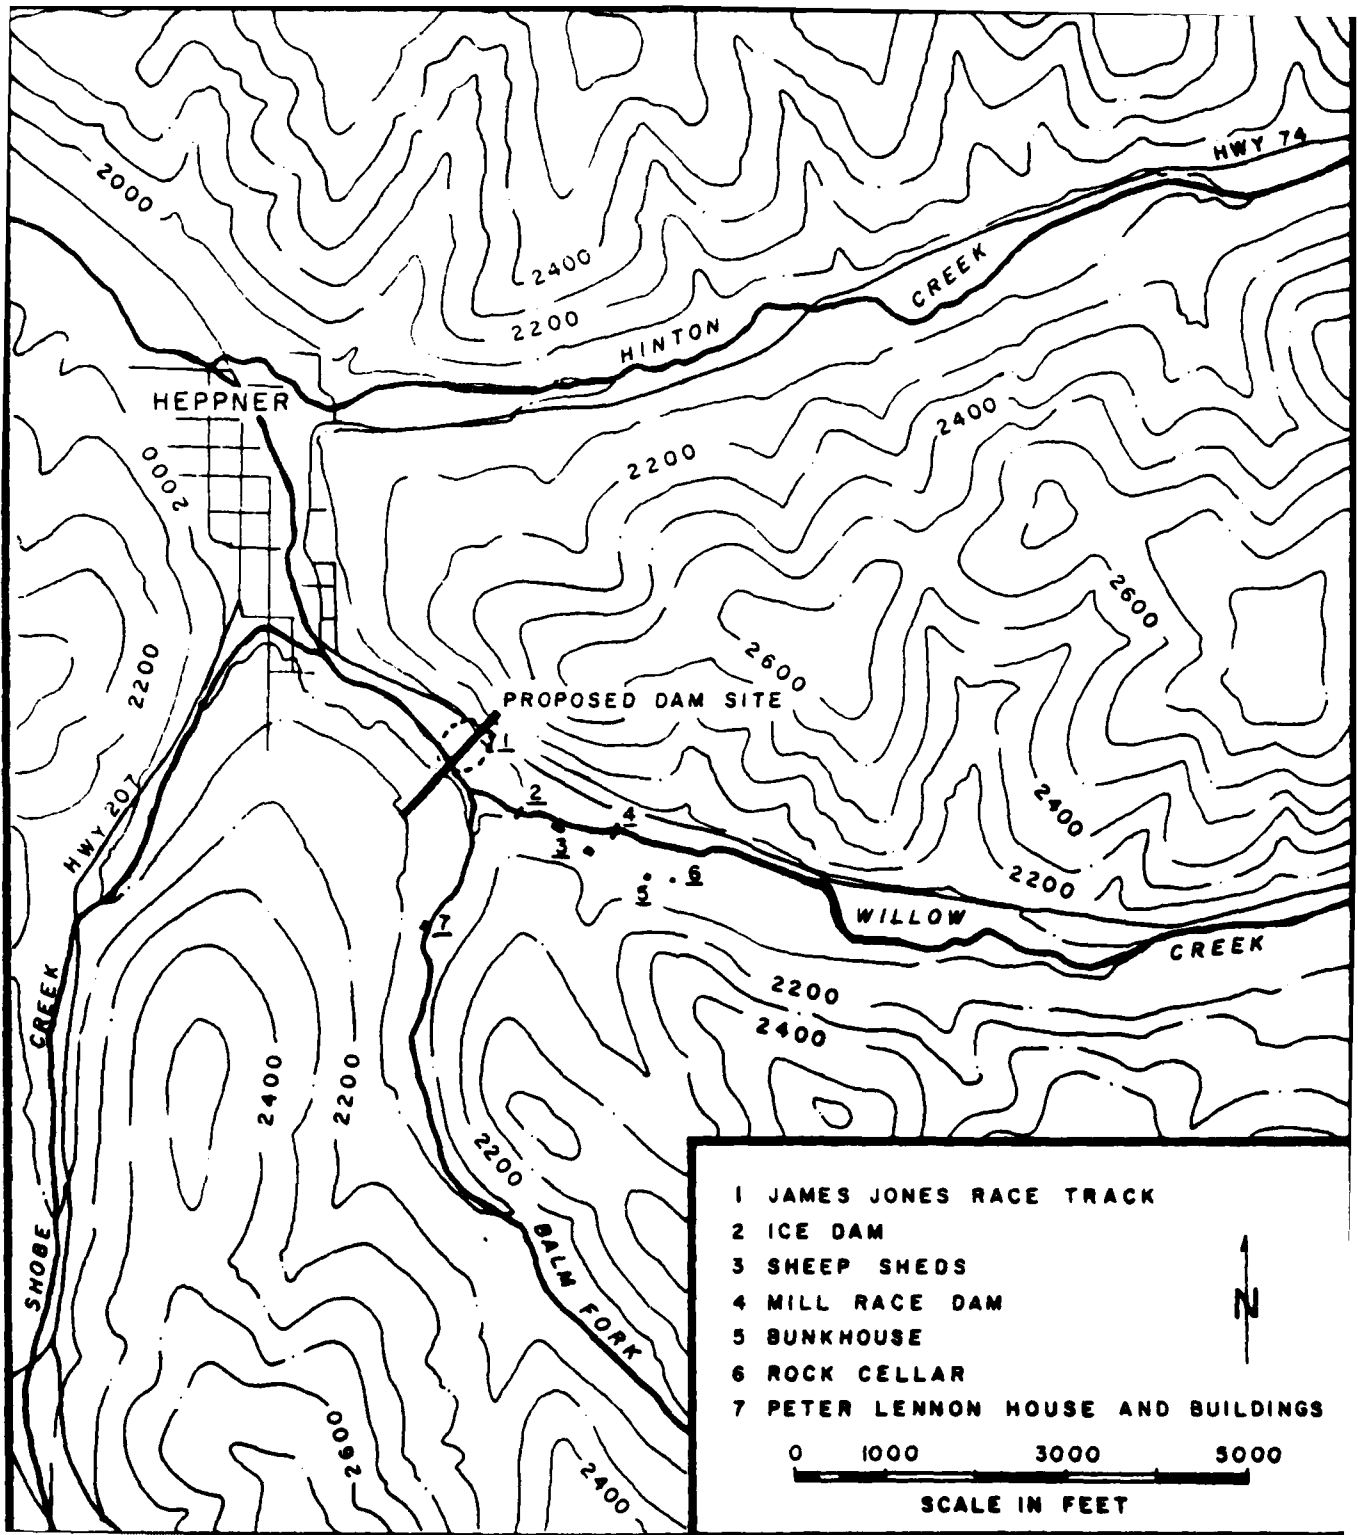 HWY 74
2000
2400
CREEK
2200
HINTON
HEPPNER
2400
2000
2200
2600
2200
2600
PROPOSED DAM SITE
1
HWY 207
2
4
2400
3
6
5
2200
7
WILLOW
CREEK
CREEK
2200
2400
2400
2200
2200
SHOBE
BALM FORK
2600
2400
1 JAMES JONES RACE TRACK
2 ICE DAM
3 SHEEP SHEDS
4 MILL RACE DAM
5 BUNKHOUSE
6 ROCK CELLAR
7 PETER LENNON HOUSE AND BUILDINGS
N
0 1000 3000 5000
SCALE IN FEET